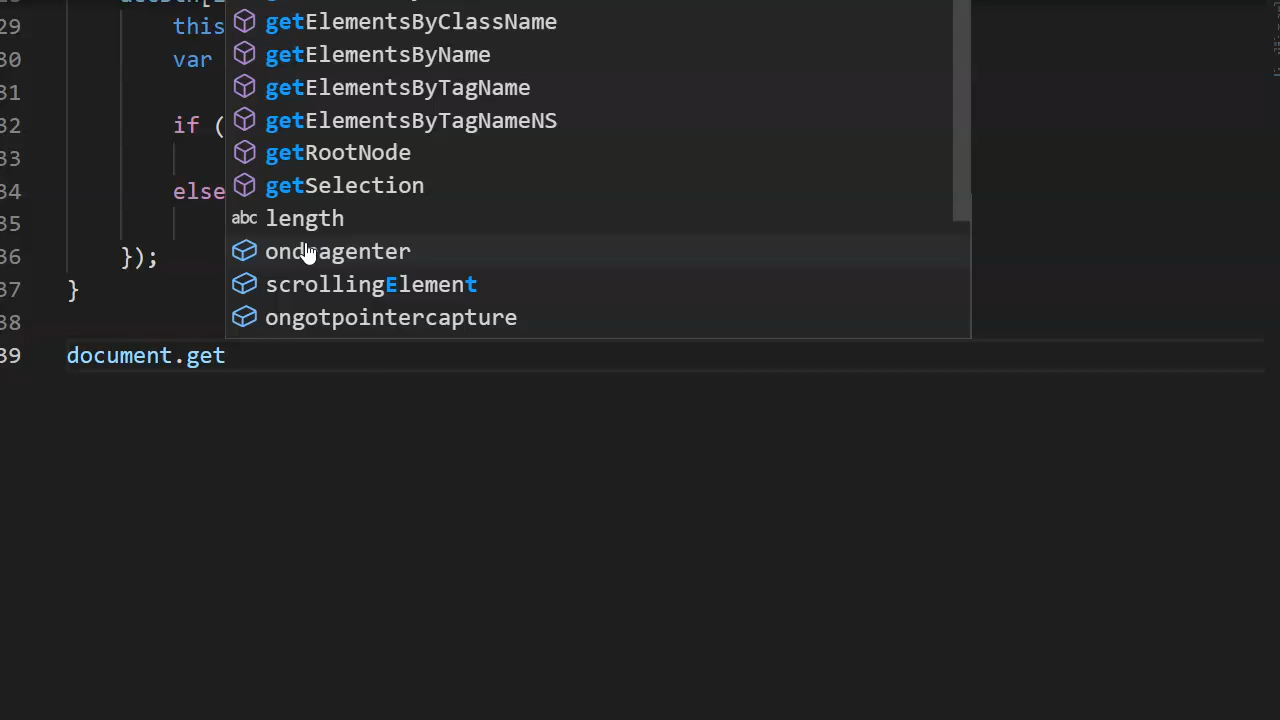 29 this
getElementsByClassName
30 var
getElementsByName
31
getElementsByTagName
32 if (
getElementsByTagNameNS
33
getRootNode
34 else
getSelection
35
abc length
36 });
37 }
scrollingElement
38
ongotpointercapture
39 document.get